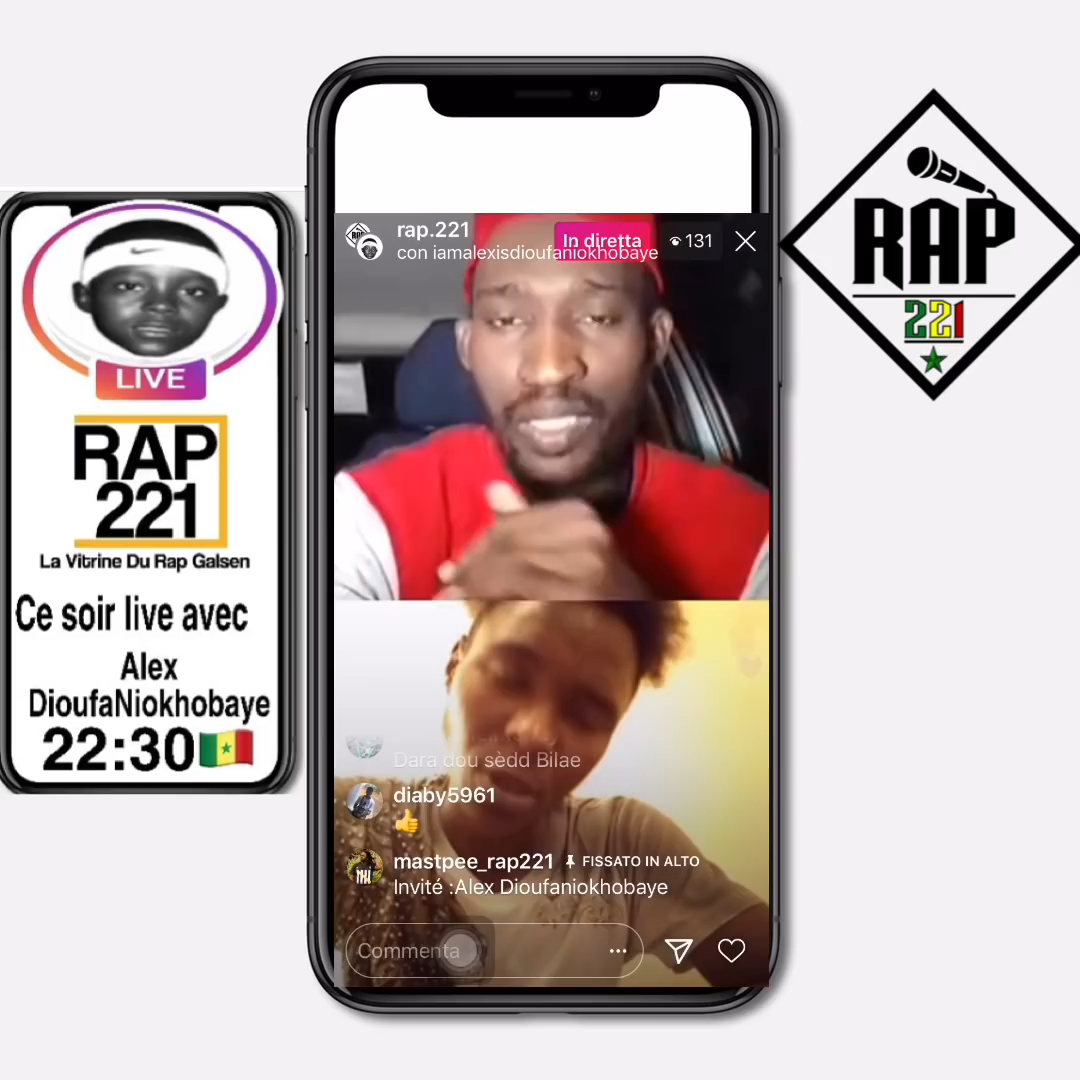 LIVE
RAP
221
La Vitrine Du Rap Galsen
Ce soir live avec
Alex
DioufaNiokhobaye
22:30
rap.221
In diretta
131
con iamalexisdioufaniokhobaye
Dara dou sèdd Bilae
diaby5961
mastpee_rap221 FISSATO IN ALTO
Invité :Alex Dioufaniokhobaye
Commenta
RAP
221